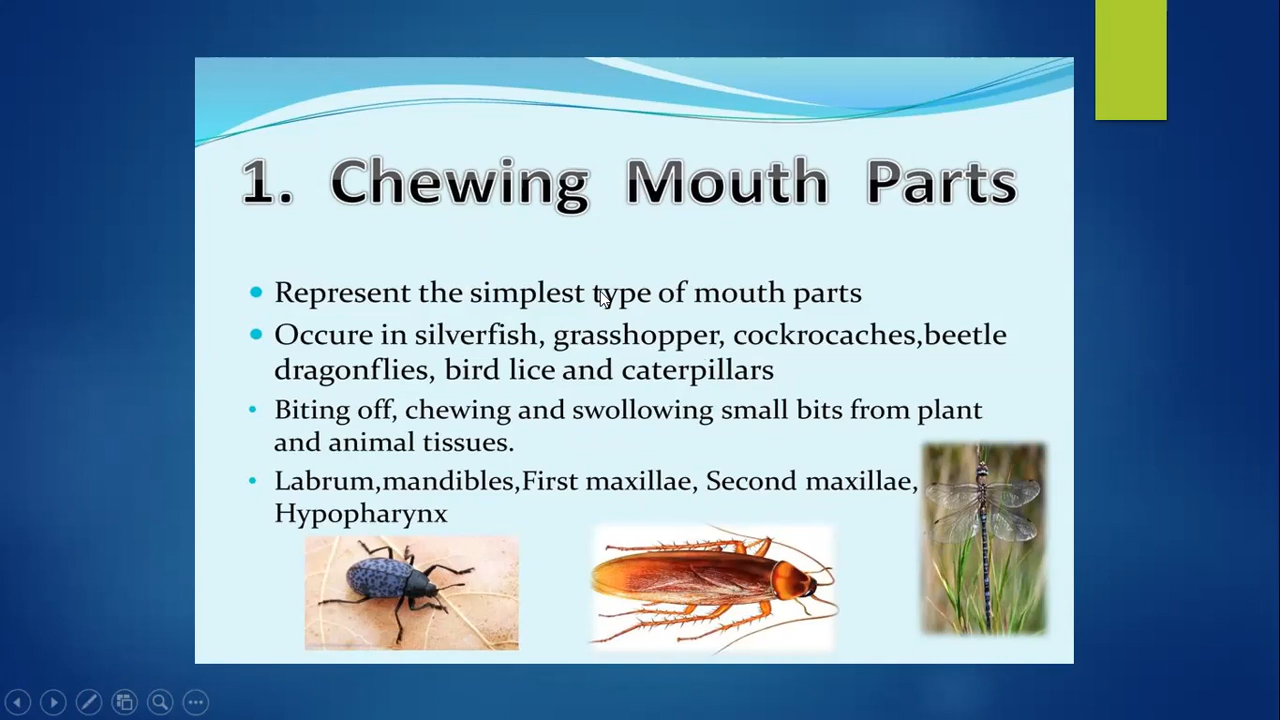 1. Chewing Mouth Parts
Represent the simplest type of mouth parts
Occure in silverfish, grasshopper, cockrocaches,beetle
dragonflies, bird lice and caterpillars
Biting off, chewing and swollowing small bits from plant
and animal tissues.
Labrum,mandibles,First maxillae, Second maxillae,
Hypopharynx